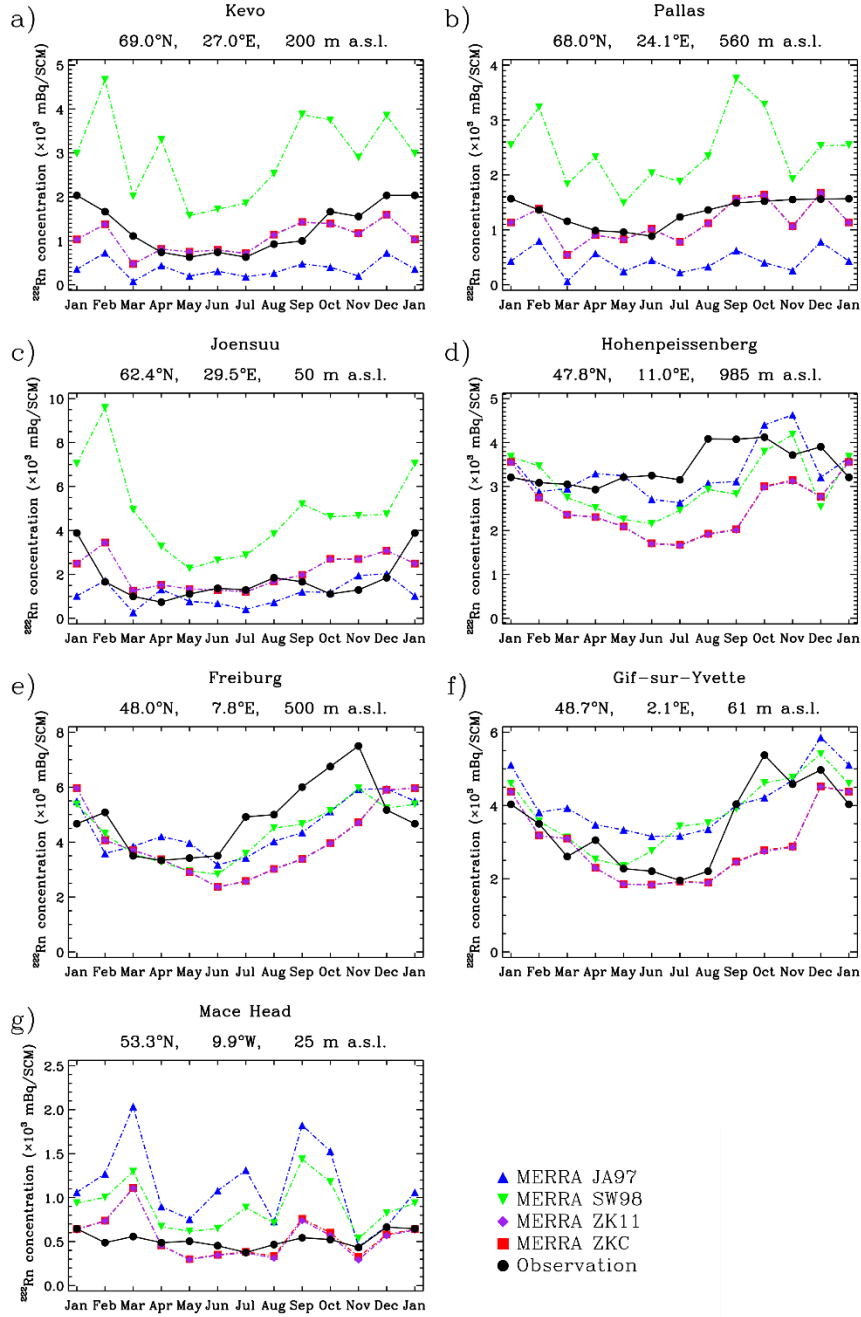 a)
Kevo
69.0°N, 27.0°E, 200 m a.s.l.
²²²Rn concentration (×10³ mBq/SCM)
5
4
3
2
1
0
Jan Feb Mar Apr May Jun Jul Aug Sep Oct Nov Dec Jan
b)
Pallas
68.0°N, 24.1°E, 560 m a.s.l.
²²²Rn concentration (×10³ mBq/SCM)
4
3
2
1
0
Jan Feb Mar Apr May Jun Jul Aug Sep Oct Nov Dec Jan
c)
Joensuu
62.4°N, 29.5°E, 50 m a.s.l.
²²²Rn concentration (×10³ mBq/SCM)
10
8
6
4
2
0
Jan Feb Mar Apr May Jun Jul Aug Sep Oct Nov Dec Jan
d)
Hohenpeissenberg
47.8°N, 11.0°E, 985 m a.s.l.
²²²Rn concentration (×10³ mBq/SCM)
5
4
3
2
1
0
Jan Feb Mar Apr May Jun Jul Aug Sep Oct Nov Dec Jan
e)
Freiburg
48.0°N, 7.8°E, 500 m a.s.l.
²²²Rn concentration (×10³ mBq/SCM)
8
6
4
2
0
Jan Feb Mar Apr May Jun Jul Aug Sep Oct Nov Dec Jan
f)
Gif-sur-Yvette
48.7°N, 2.1°E, 61 m a.s.l.
²²²Rn concentration (×10³ mBq/SCM)
6
4
2
0
Jan Feb Mar Apr May Jun Jul Aug Sep Oct Nov Dec Jan
g)
Mace Head
53.3°N, 9.9°W, 25 m a.s.l.
²²²Rn concentration (×10³ mBq/SCM)
2.5
2.0
1.5
1.0
0.5
0.0
Jan Feb Mar Apr May Jun Jul Aug Sep Oct Nov Dec Jan
MERRA JA97
MERRA SW98
MERRA ZK11
MERRA ZKC
Observation